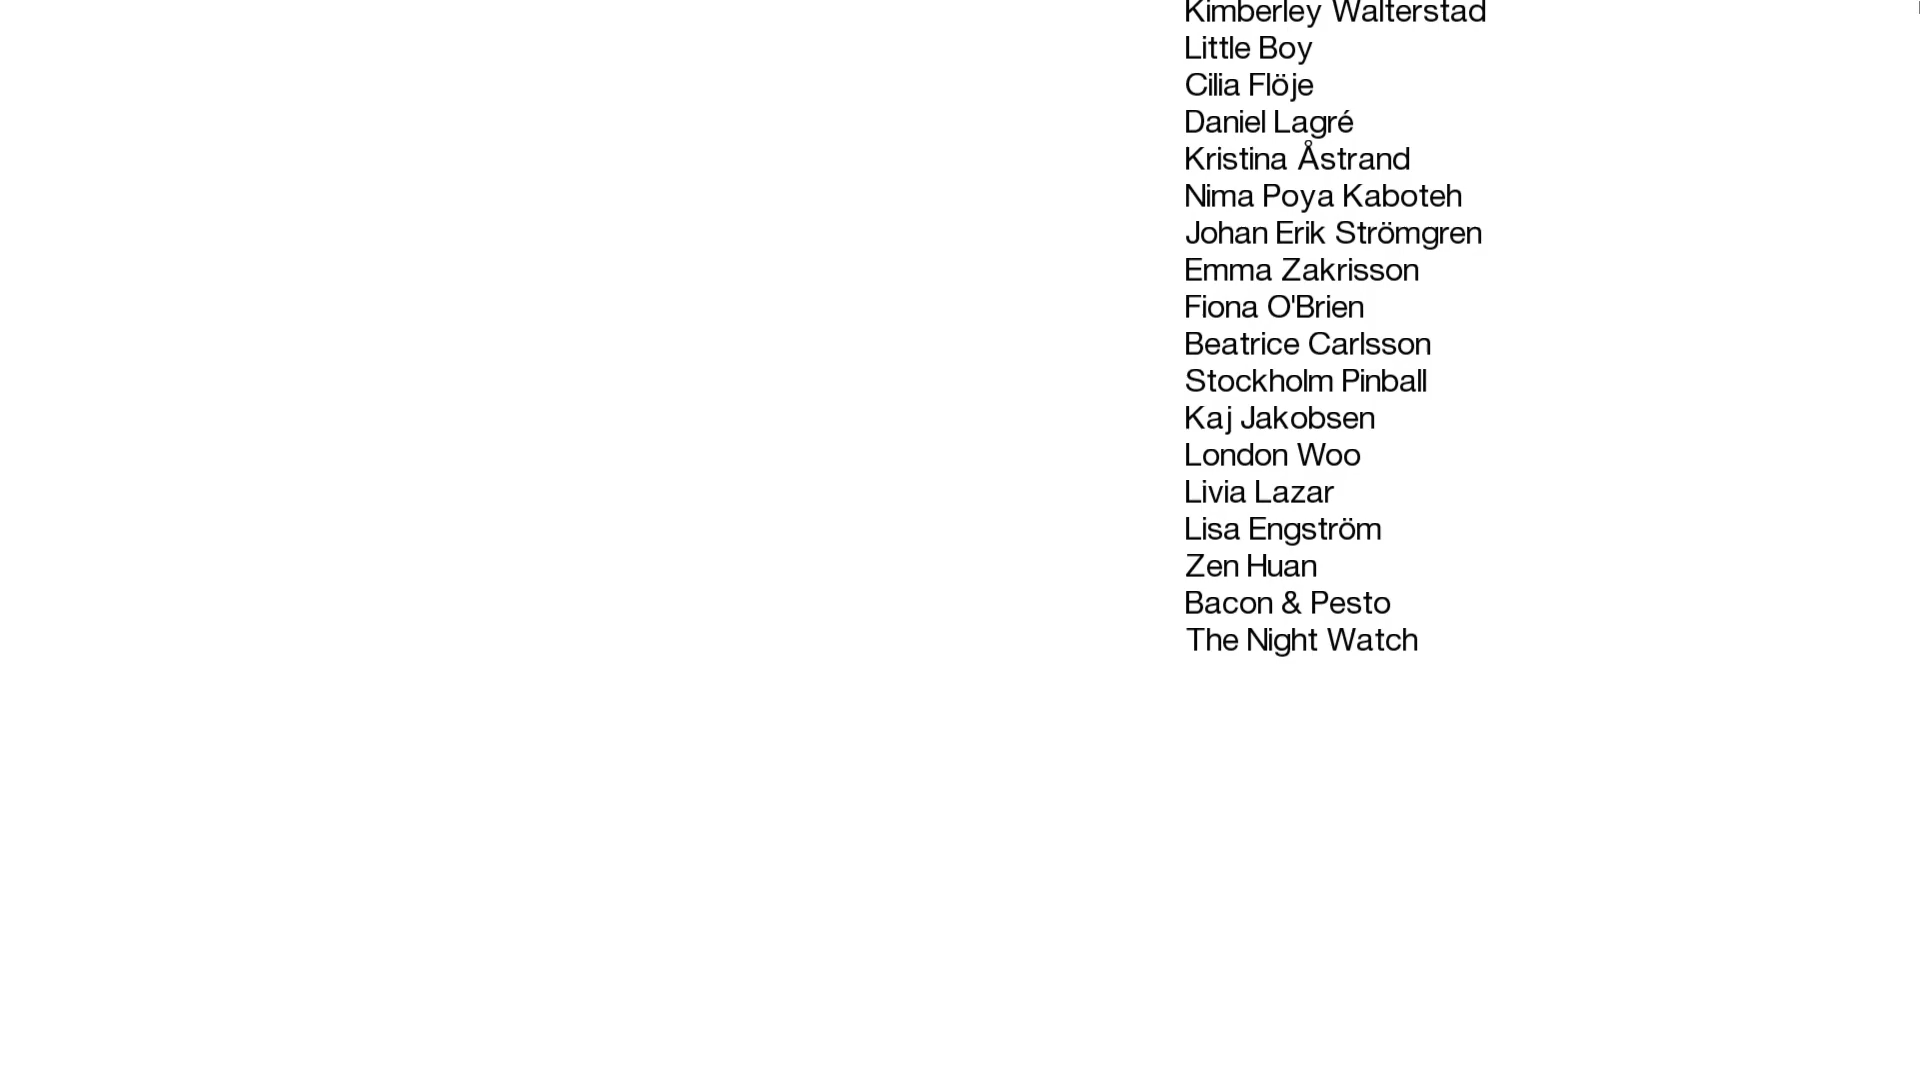 Kimberley Walterstad
Little Boy
Cilia Flöje
Daniel Lagré
Kristina Åstrand
Nima Poya Kaboteh
Johan Erik Strömgren
Emma Zakrisson
Fiona O'Brien
Beatrice Carlsson
Stockholm Pinball
Kaj Jakobsen
London Woo
Livia Lazar
Lisa Engström
Zen Huan
Bacon & Pesto
The Night Watch